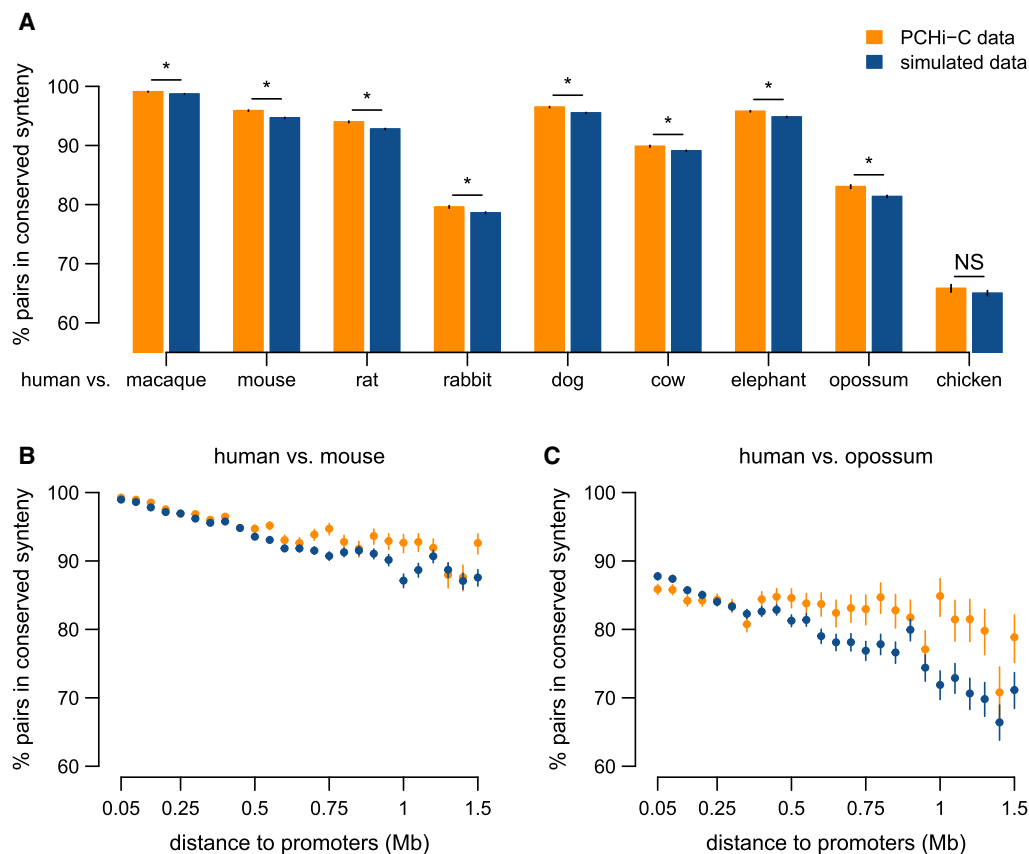 A
PCHi−C data
simulated data
% pairs in conserved synteny
100
90
80
70
60
* * * * * * * * NS
human vs. macaque mouse rat rabbit dog cow elephant opossum chicken
B
human vs. mouse
% pairs in conserved synteny
100
90
80
70
60
0.05 0.25 0.5 0.75 1 1.5
distance to promoters (Mb)
C
human vs. opossum
% pairs in conserved synteny
100
90
80
70
60
0.05 0.25 0.5 0.75 1 1.5
distance to promoters (Mb)